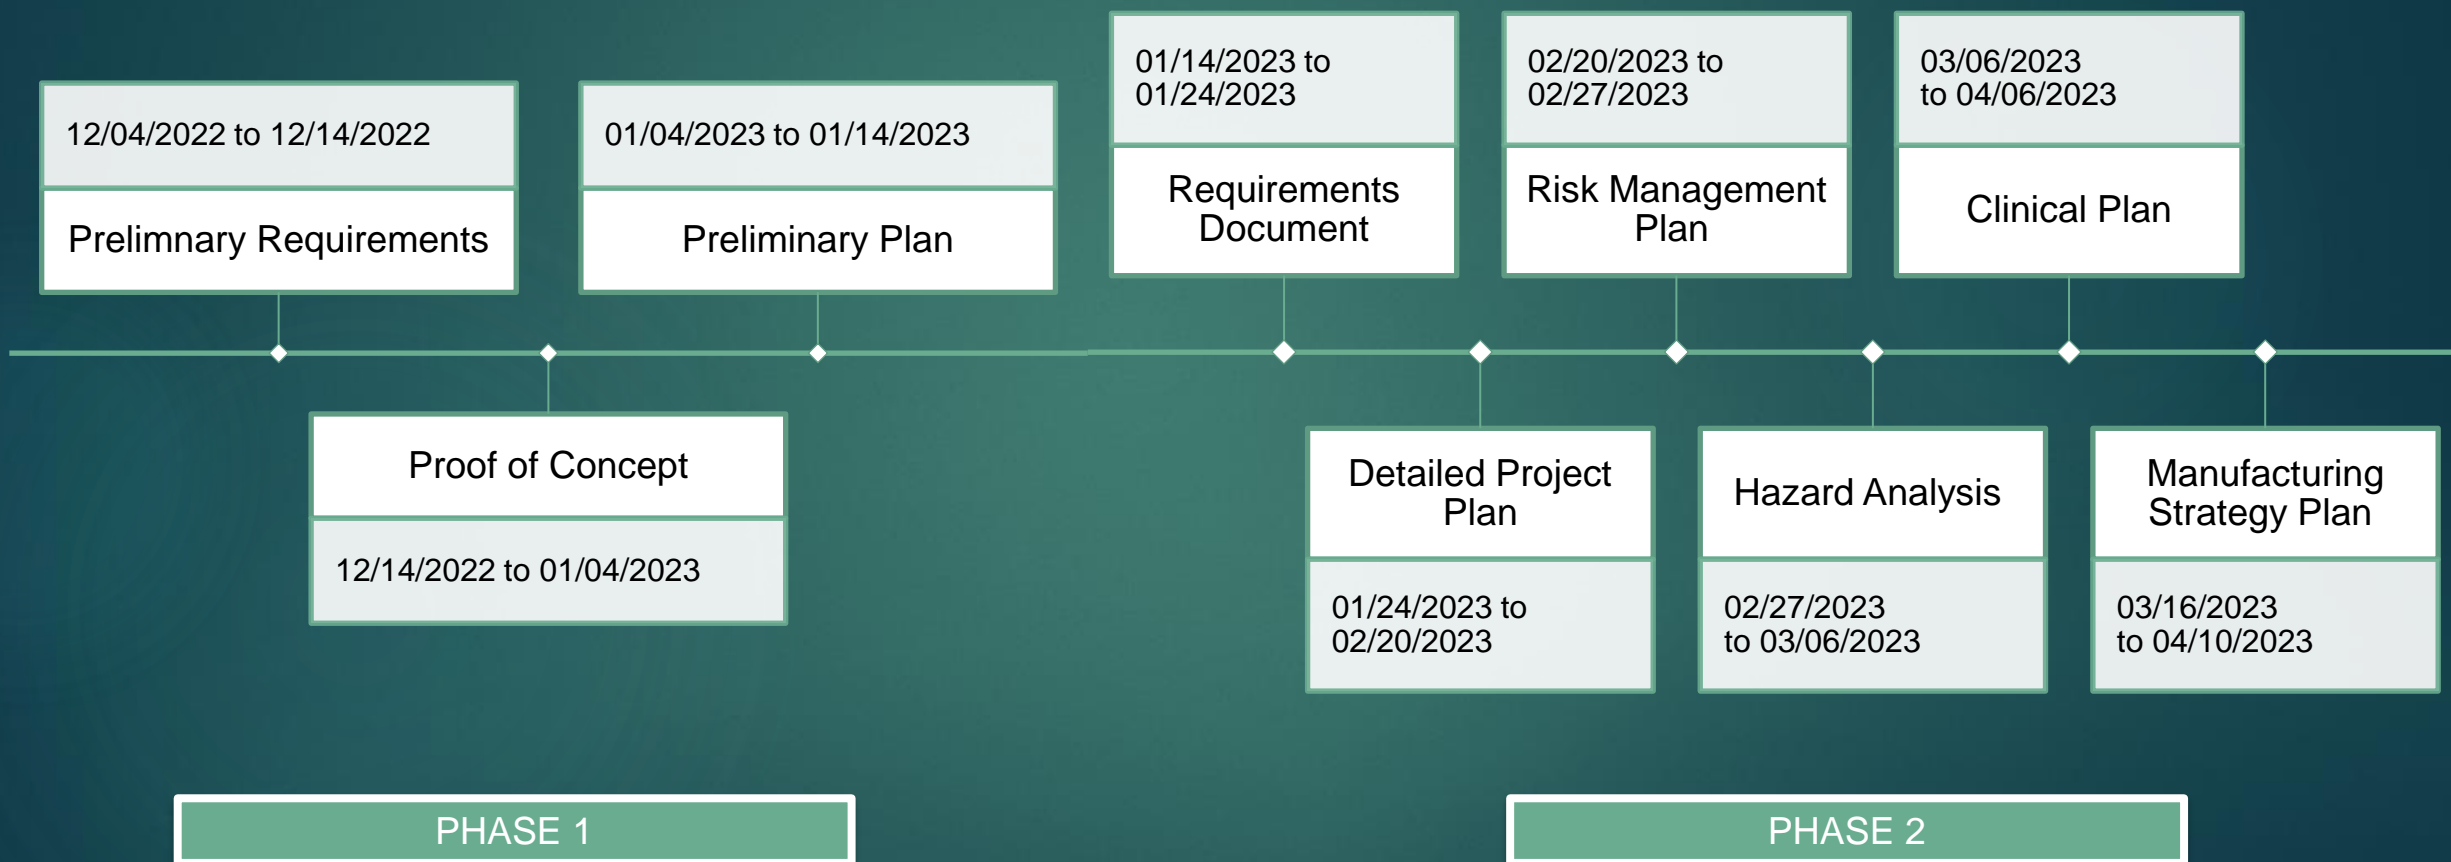 12/04/2022 to 12/14/2022
Prelimnary Requirements
Proof of Concept
12/14/2022 to 01/04/2023
01/04/2023 to 01/14/2023
Preliminary Plan
01/14/2023 to
01/24/2023
Requirements
Document
Detailed Project
Plan
01/24/2023 to
02/20/2023
02/20/2023 to
02/27/2023
Risk Management
Plan
Hazard Analysis
02/27/2023
to 03/06/2023
03/06/2023
to 04/06/2023
Clinical Plan
Manufacturing
Strategy Plan
03/16/2023
to 04/10/2023
PHASE 1
PHASE 2